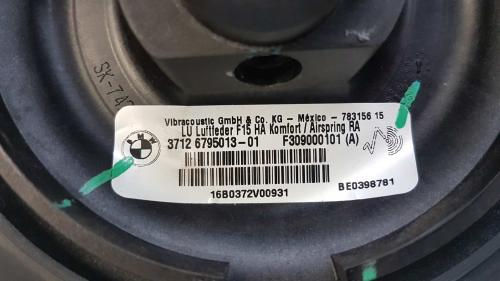 SK-74
Vibracoustic GmbH & Co. KG – México – 783156 15
LU Luftfeder F15 HA Komfort / Airspring RA
3712 6795013-01 F309000101 (A)
BMW
16B0372V00931
BE0398781